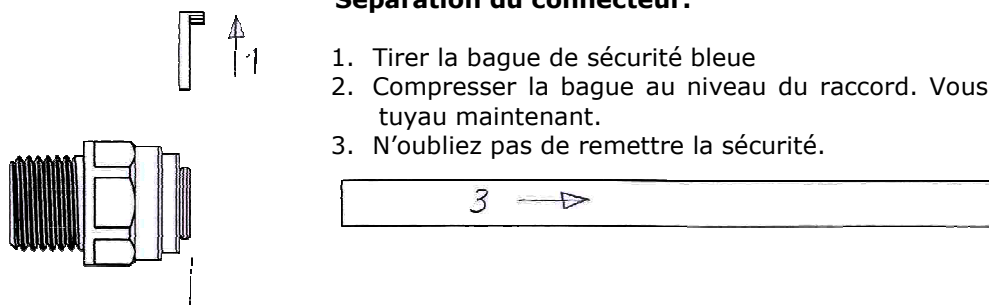 Séparation du connecteur:
1
1. Tirer la bague de sécurité bleue
2. Compresser la bague au niveau du raccord. Vous
tuyau maintenant.
3. N’oubliez pas de remettre la sécurité.
3